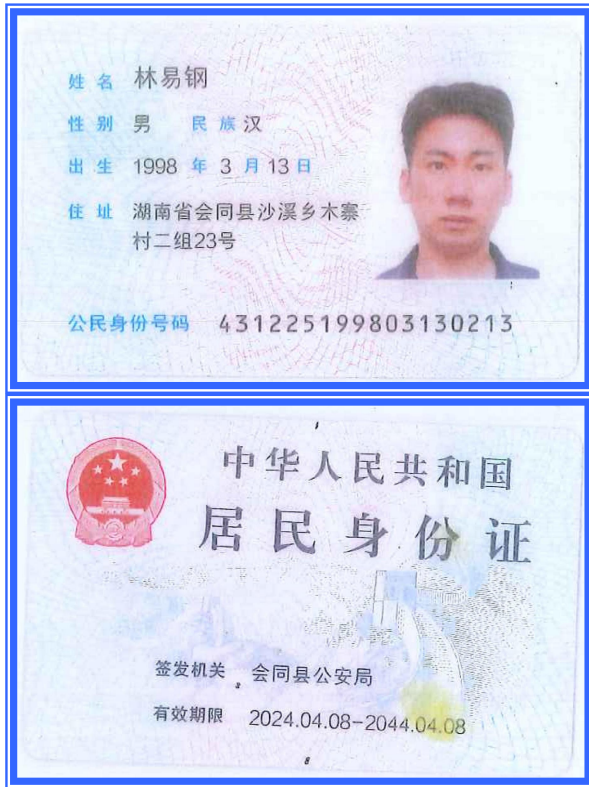 姓名 林易钢
性别 男 民族 汉
出生 1998 年 3 月 13 日
住址 湖南省会同县沙溪乡木寨
村二组23号
公民身份号码 431225199803130213
中华人民共和国
居民身份证
签发机关 会同县公安局
有效期限 2024.04.08-2044.04.08